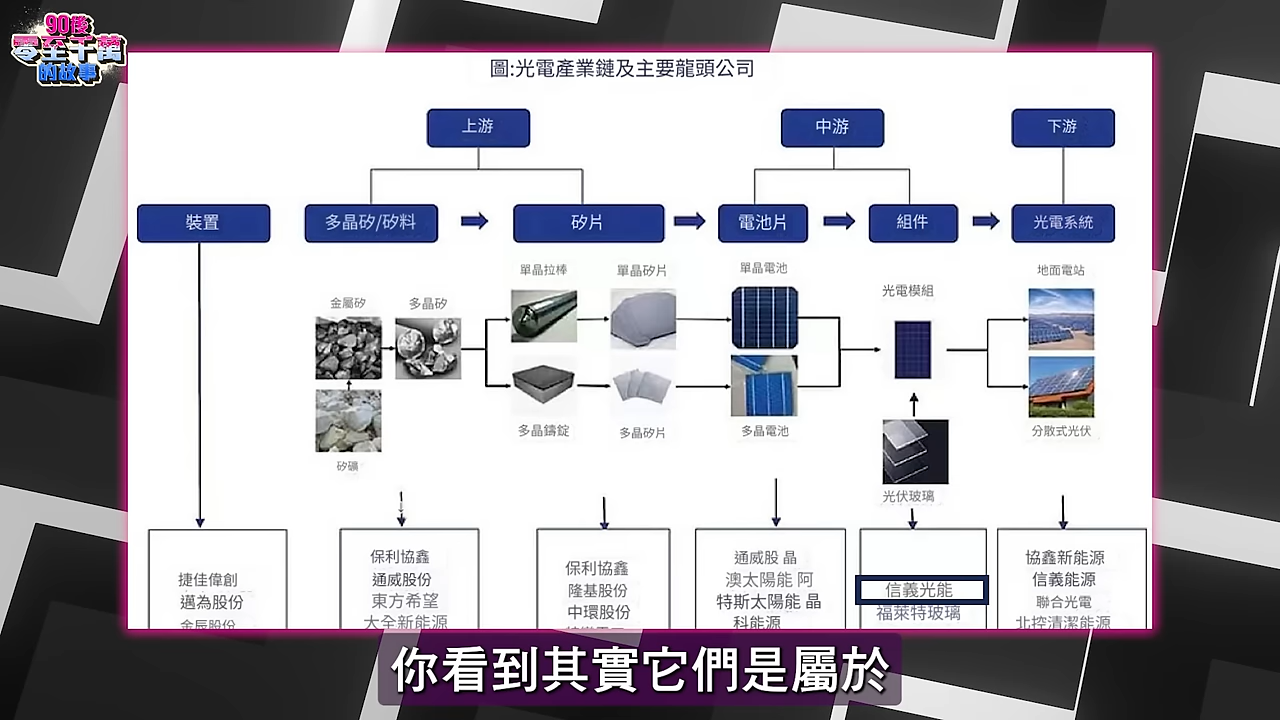 90後
零至千萬
的故事
圖:光電產業鏈及主要龍頭公司
上游
中游
下游
裝置
多晶矽/矽料
矽片
電池片
組件
光電系統
金屬矽
多晶矽
矽礦
單晶拉棒
單晶矽片
多晶鑄錠
多晶矽片
單晶電池
多晶電池
光電模組
光伏玻璃
地面電站
分散式光伏
捷佳偉創
邁為股份
金辰股份
保利協鑫
通威股份
東方希望
大全新能源
保利協鑫
隆基股份
中環股份
通威股 晶
澳太陽能 阿
特斯太陽能 晶
科能源
信義光能
福萊特玻璃
協鑫新能源
信義能源
聯合光電
北控清潔能源
你看到其實它們是屬於